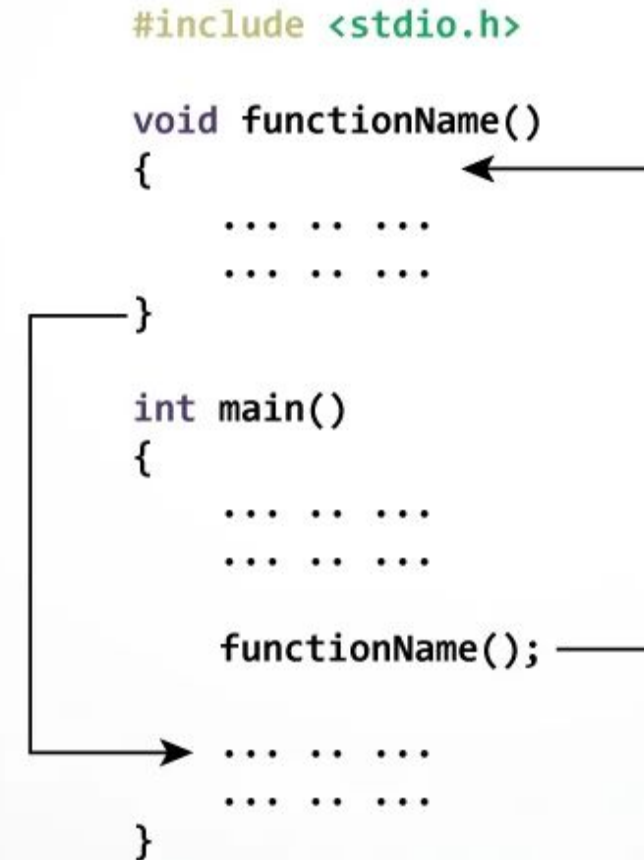 #include <stdio.h>
void functionName()
{
... .. ...
... .. ...
}
int main()
{
... .. ...
... .. ...
functionName();
... .. ...
... .. ...
}